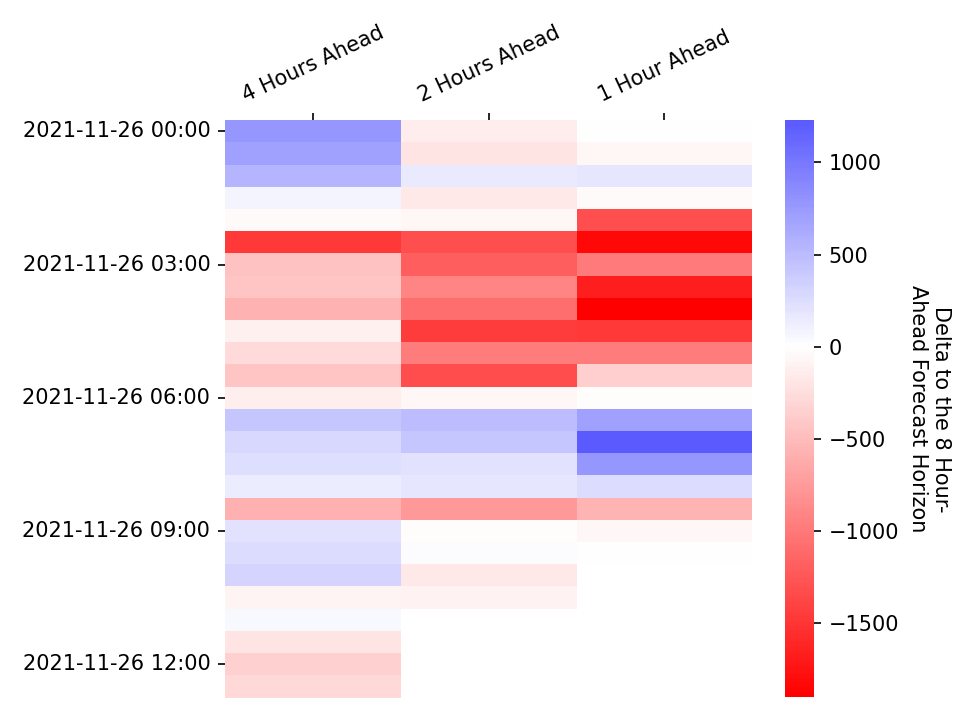 4 Hours Ahead
2 Hours Ahead
1 Hour Ahead
2021-11-26 00:00
2021-11-26 03:00
2021-11-26 06:00
2021-11-26 09:00
2021-11-26 12:00
1000
500
0
−500
−1000
−1500
Delta to the 8 Hour-
Ahead Forecast Horizon